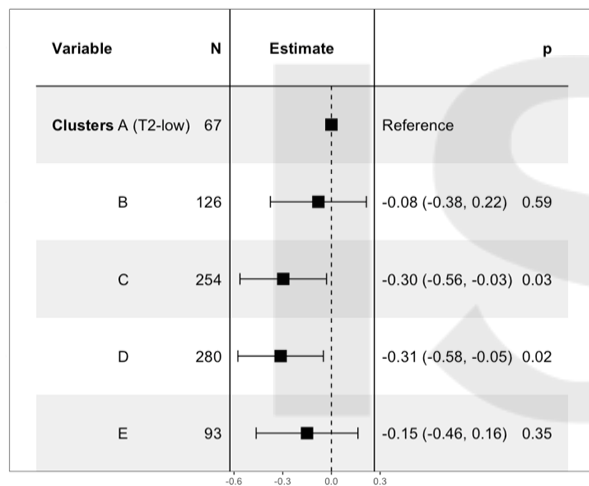 Variable N Estimate p
Clusters A (T2-low) 67 Reference
B 126 -0.08 (-0.38, 0.22) 0.59
C 254 -0.30 (-0.56, -0.03) 0.03
D 280 -0.31 (-0.58, -0.05) 0.02
E 93 -0.15 (-0.46, 0.16) 0.35
-0.6 -0.3 0.0 0.3